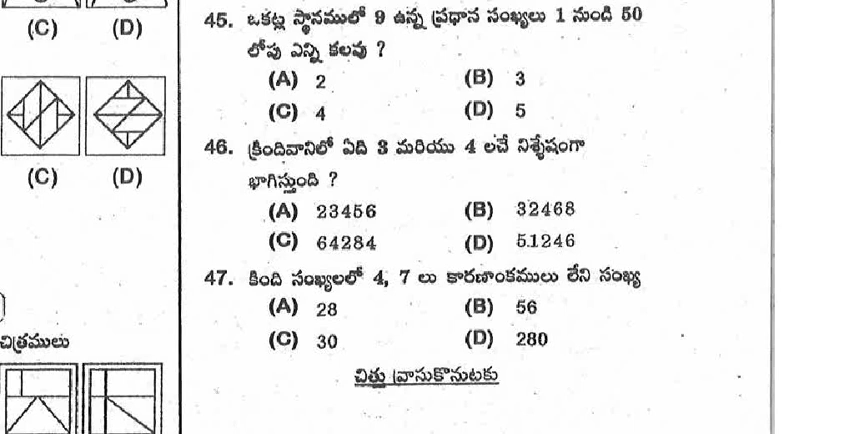 (C) (D)
(C) (D)
చిత్రములు
45. ఒకట్ల స్థానములో 9 ఉన్న ప్రధాన సంఖ్యలు 1 నుండి 50
లోపు ఎన్ని కలవు ?
(A) 2 (B) 3
(C) 4 (D) 5
46. క్రిందివానిలో ఏది 3 మరియు 4 లచే నిశ్శేషంగా
భాగిస్తుంది ?
(A) 23456 (B) 32468
(C) 64284 (D) 51246
47. కింది సంఖ్యలలో 4, 7 లు కారణాంకములు లేని సంఖ్య
(A) 28 (B) 56
(C) 30 (D) 280
చిత్తు వ్రాసుకొనుటకు